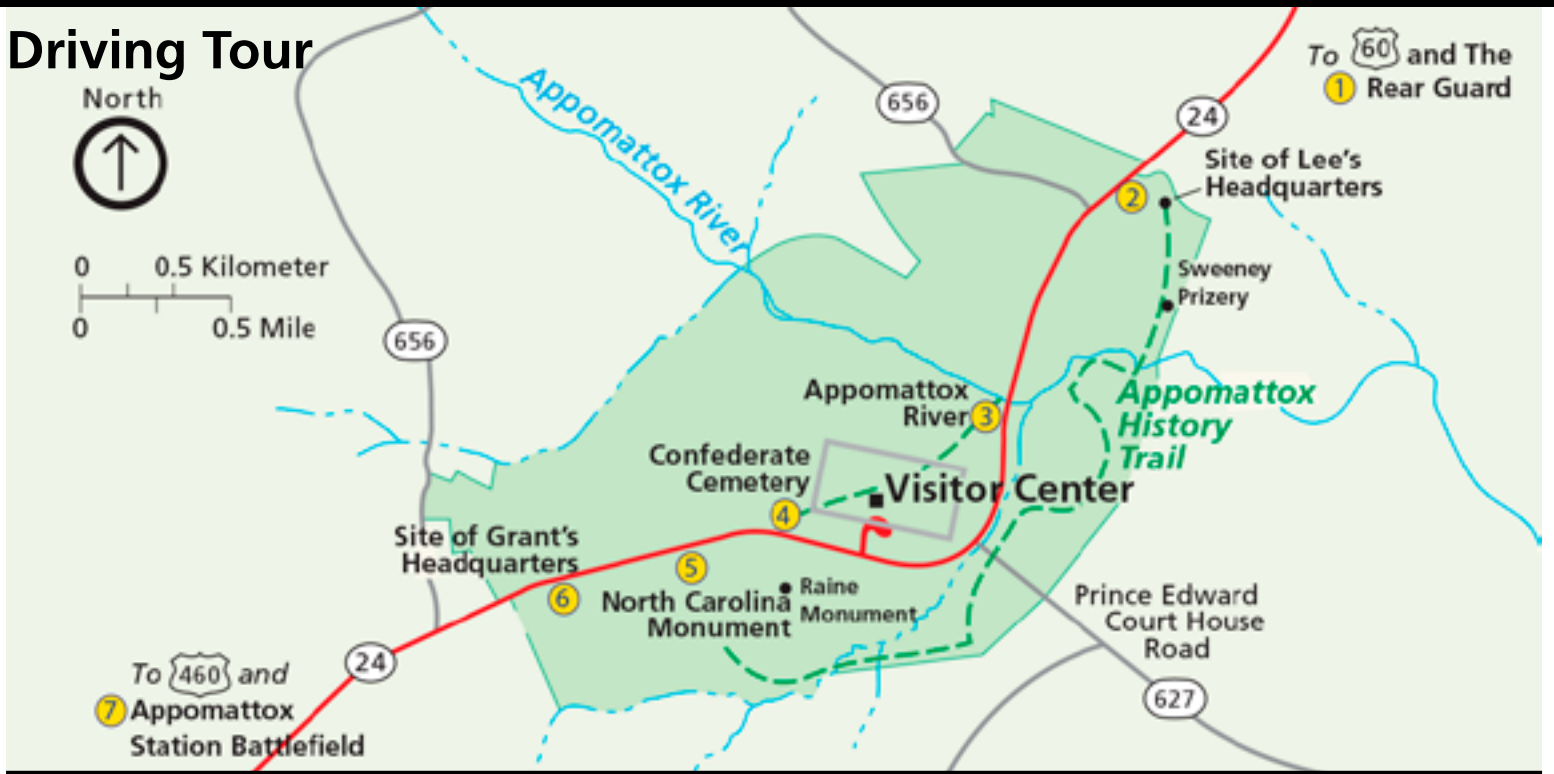 Driving Tour
North
0 0.5 Kilometer
0 0.5 Mile
Appomattox River
656
656
24
To 60 and The
1 Rear Guard
2
Site of Lee's
Headquarters
Sweeney
Prizery
Appomattox
River 3
Appomattox
History
Trail
Confederate
Cemetery
4
Visitor Center
Site of Grant's
Headquarters
6
5
North Carolina
Monument
Raine
Monument
Prince Edward
Court House
Road
627
24
To 460 and
7 Appomattox
Station Battlefield